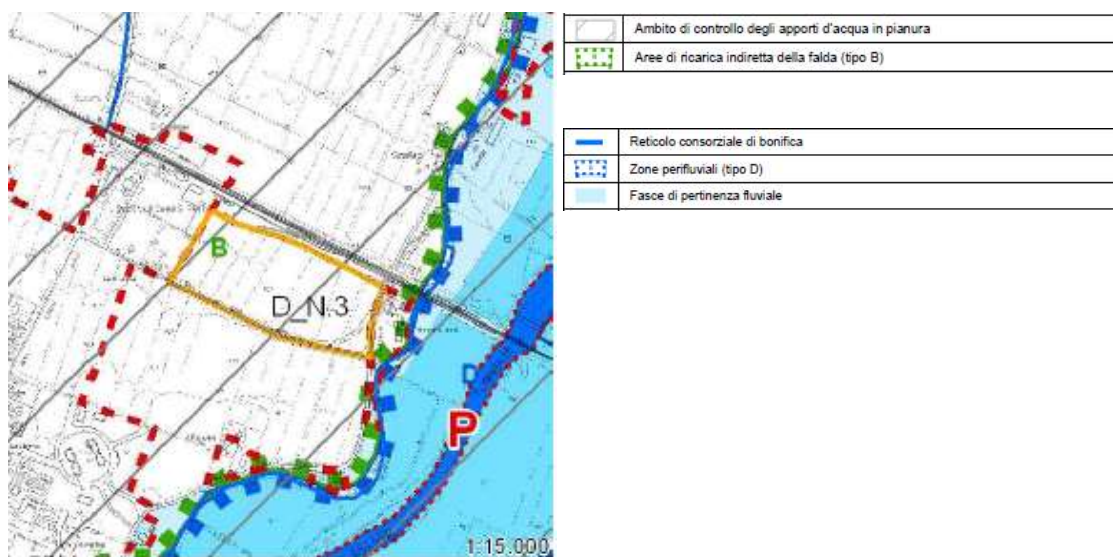 B
D_N.3
D
P
1:15.000
Ambito di controllo degli apporti d'acqua in pianura
Aree di ricarica indiretta della falda (tipo B)
Reticolo consorziale di bonifica
Zone perifluviali (tipo D)
Fasce di pertinenza fluviale